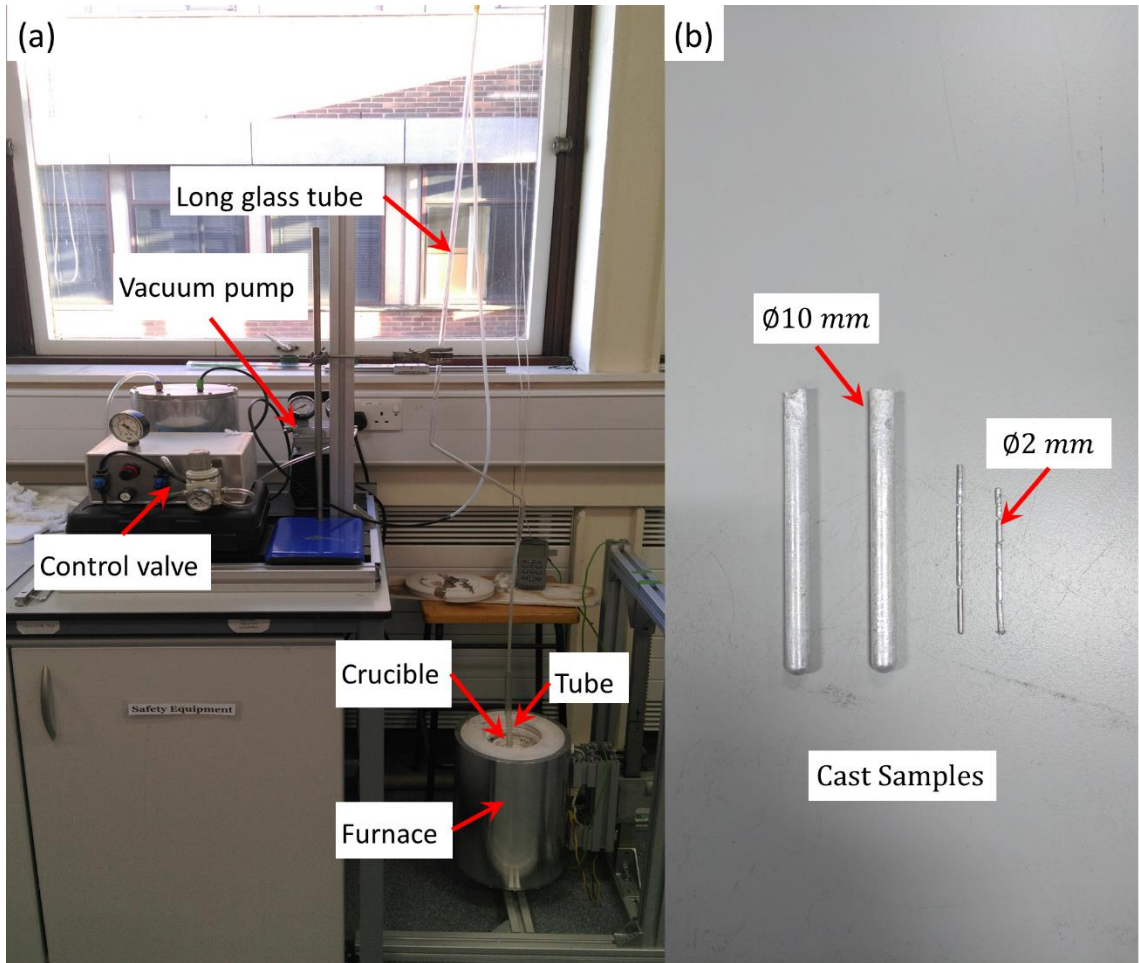 (a)
Long glass tube
Vacuum pump
Control valve
Crucible
Tube
Safety Equipment
Furnace
(b)
Ø10 mm
Ø2 mm
Cast Samples